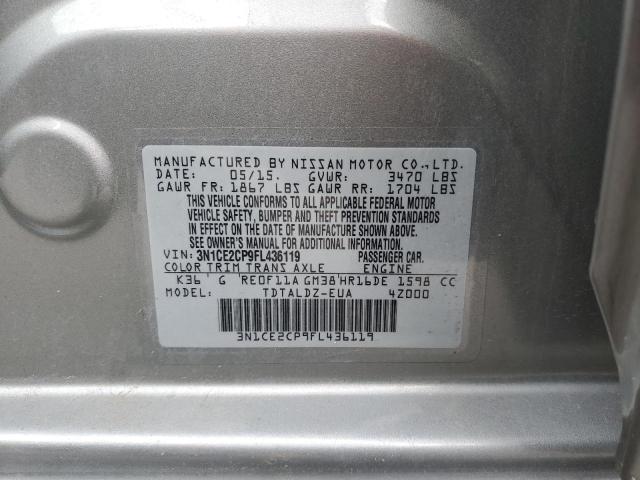 MANUFACTURED BY NISSAN MOTOR CO.,LTD.
DATE: 05/15. GVWR: 3470 LBS
GAWR FR: 1867 LBS GAWR RR: 1704 LBS
THIS VEHICLE CONFORMS TO ALL APPLICABLE FEDERAL MOTOR
VEHICLE SAFETY, BUMPER AND THEFT PREVENTION STANDARDS
IN EFFECT ON DATE OF MANUFACTURE SHOWN ABOVE.
SEE OWNER'S MANUAL FOR ADDITIONAL INFORMATION.
VIN: 3N1CE2CP9FL436119 PASSENGER CAR.
COLOR TRIM TRANS AXLE ENGINE
K36 G RE0F11A GM38 HR16DE 1598 CC
MODEL: TDTALDZ-EUA 42000
3N1CE2CP9FL436119